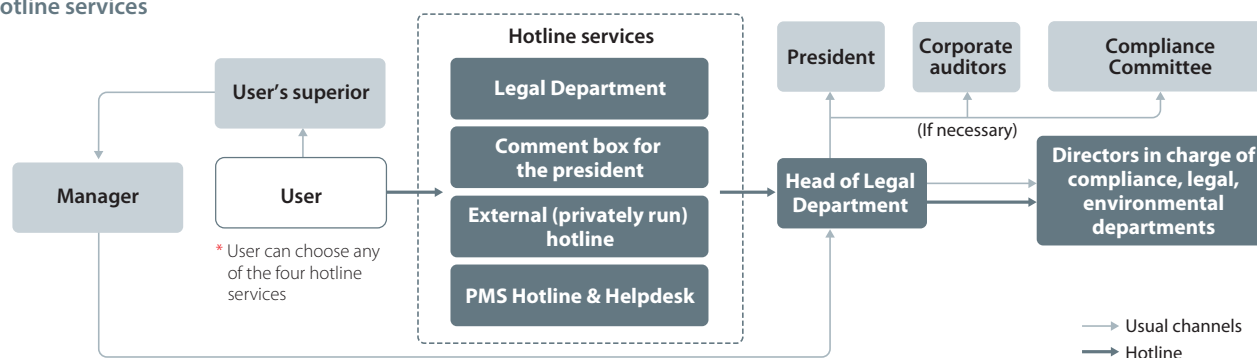 otline services
Hotline services
Legal Department
Comment box for
the president
External (privately run)
hotline
PMS Hotline & Helpdesk
User's superior
Manager
User
* User can choose any
of the four hotline
services
President
Corporate
auditors
Compliance
Committee
(If necessary)
Head of Legal
Department
Directors in charge of
compliance, legal,
environmental
departments
Usual channels
Hotline